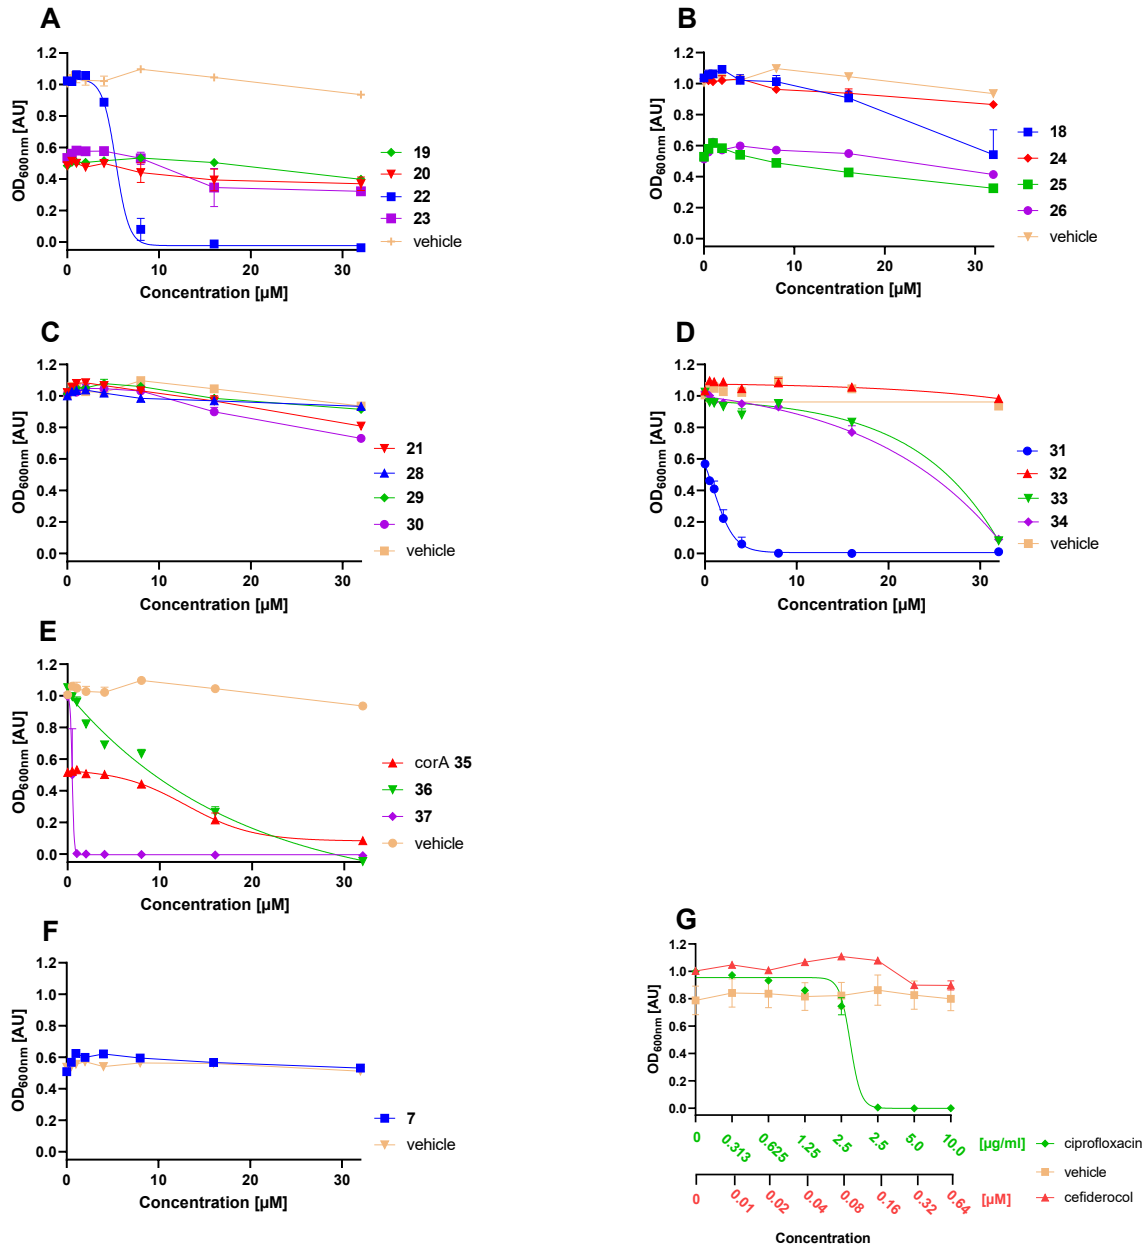 A
1.2
1.0
0.8
0.6
0.4
0.2
0.0
OD600nm [AU]
0 10 20 30
Concentration [µM]
19
20
22
23
vehicle
B
1.2
1.0
0.8
0.6
0.4
0.2
0.0
OD600nm [AU]
0 10 20 30
Concentration [µM]
18
24
25
26
vehicle
C
1.2
1.0
0.8
0.6
0.4
0.2
0.0
OD600nm [AU]
0 10 20 30
Concentration [µM]
21
28
29
30
vehicle
D
1.2
1.0
0.8
0.6
0.4
0.2
0.0
OD600nm [AU]
0 10 20 30
Concentration [µM]
31
32
33
34
vehicle
E
1.2
1.0
0.8
0.6
0.4
0.2
0.0
OD600nm [AU]
0 10 20 30
Concentration [µM]
corA 35
36
37
vehicle
F
1.2
1.0
0.8
0.6
0.4
0.2
0.0
OD600nm [AU]
0 10 20 30
Concentration [µM]
7
vehicle
G
1.2
1.0
0.8
0.6
0.4
0.2
0.0
OD600nm [AU]
0 0.313 0.625 1.25 2.5 2.5 5.0 10.0 [µg/ml]
0 0.01 0.02 0.04 0.08 0.16 0.32 0.64 [µM]
Concentration
ciprofloxacin
vehicle
cefiderocol